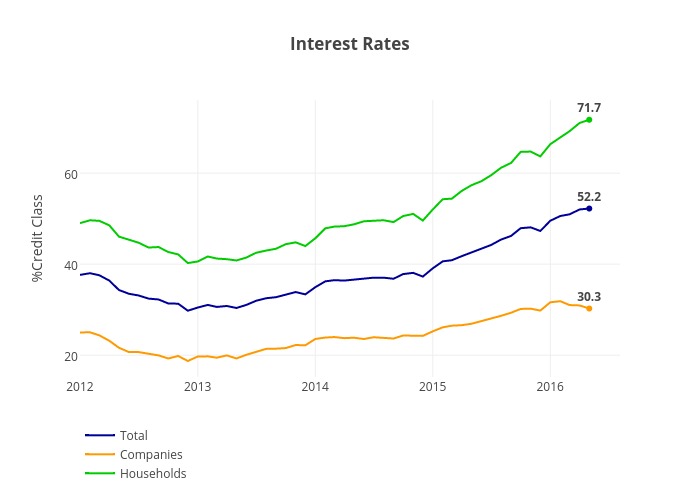 Interest Rates
71.7
60
52.2
%Credit Class
40
30.3
20
2012 2013 2014 2015 2016
Total
Companies
Households